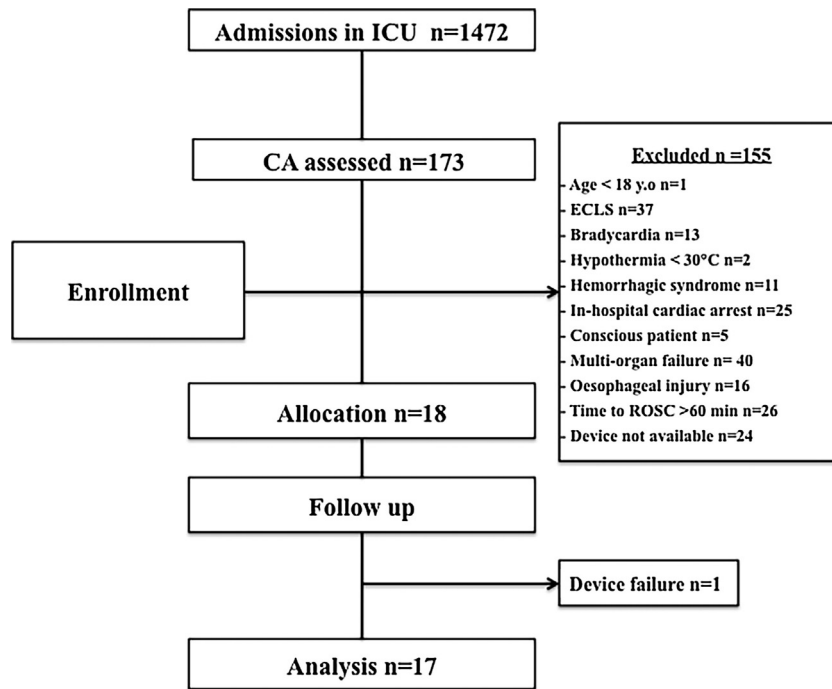 Admissions in ICU n=1472
CA assessed n=173
Excluded n =155
- Age < 18 y.o n=1
- ECLS n=37
- Bradycardia n=13
- Hypothermia < 30°C n=2
- Hemorrhagic syndrome n=11
- In-hospital cardiac arrest n=25
- Conscious patient n=5
- Multi-organ failure n= 40
- Oesophageal injury n=16
- Time to ROSC >60 min n=26
- Device not available n=24
Enrollment
Allocation n=18
Follow up
Device failure n=1
Analysis n=17